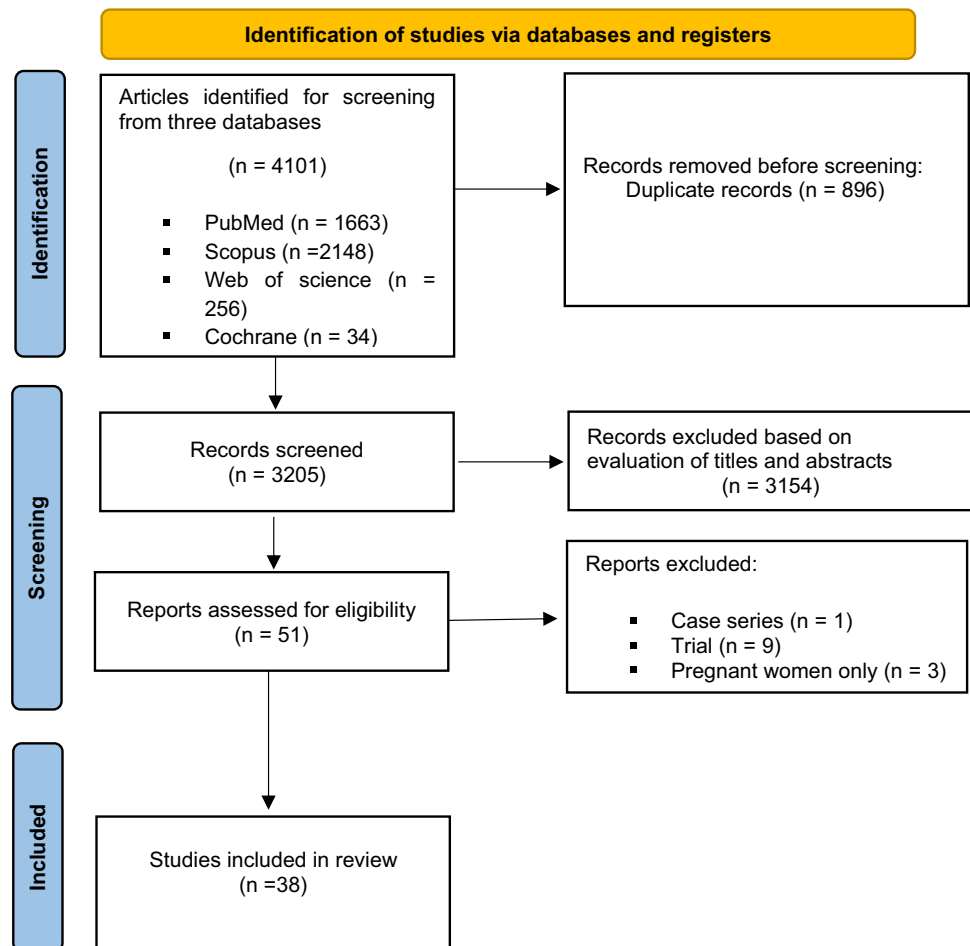 Identification of studies via databases and registers
Identification
Articles identified for screening
from three databases
(n = 4101)
▪ PubMed (n = 1663)
▪ Scopus (n =2148)
▪ Web of science (n =
256)
▪ Cochrane (n = 34)
Records removed before screening:
Duplicate records (n = 896)
Screening
Records screened
(n = 3205)
Records excluded based on
evaluation of titles and abstracts
(n = 3154)
Reports assessed for eligibility
(n = 51)
Reports excluded:
▪ Case series (n = 1)
▪ Trial (n = 9)
▪ Pregnant women only (n = 3)
Included
Studies included in review
(n =38)